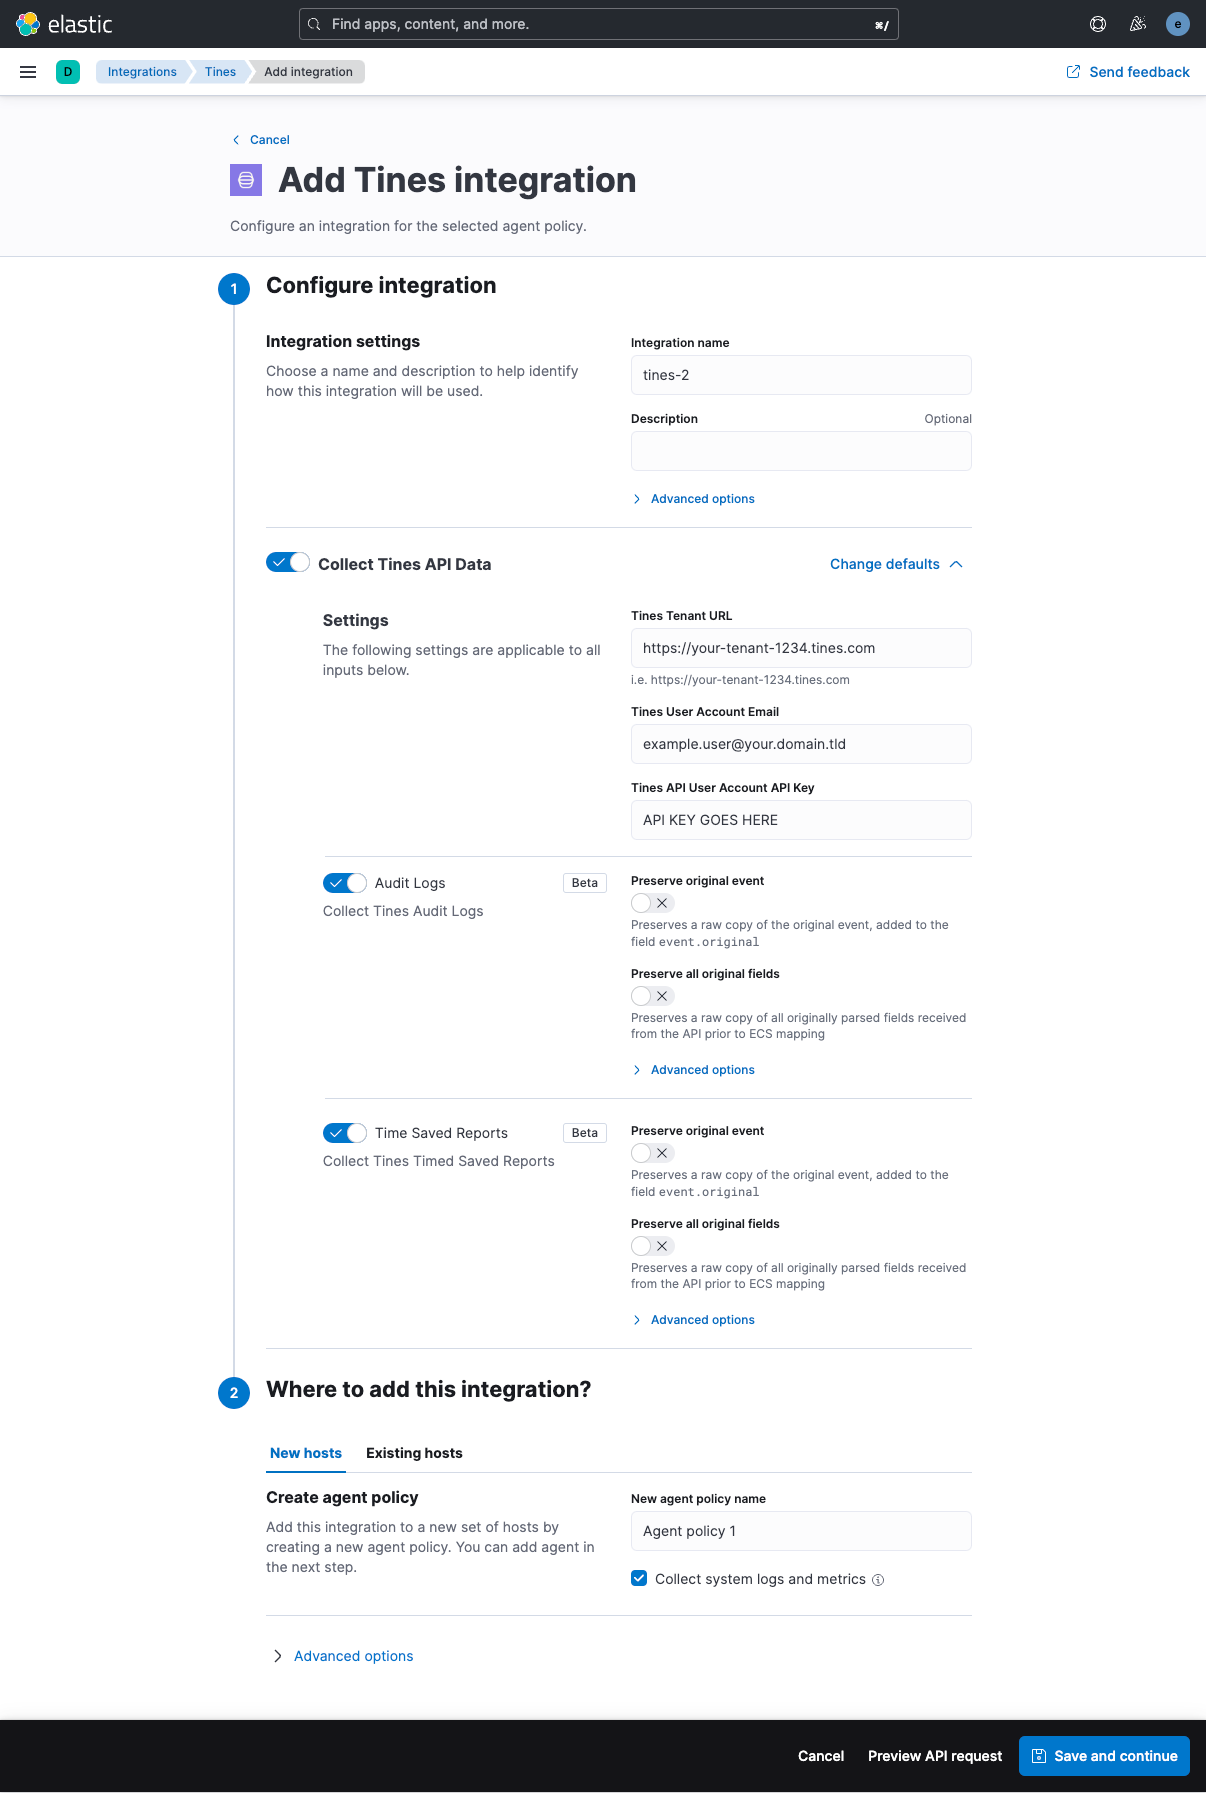 elastic
Find apps, content, and more.
⌘/
e
D
Integrations
Tines
Add integration
Send feedback
Cancel
Add Tines integration
Configure an integration for the selected agent policy.
1
Configure integration
Integration settings
Choose a name and description to help identify
how this integration will be used.
Integration name
tines-2
Description
Optional
Advanced options
Collect Tines API Data
Change defaults
Settings
The following settings are applicable to all
inputs below.
Tines Tenant URL
https://your-tenant-1234.tines.com
i.e. https://your-tenant-1234.tines.com
Tines User Account Email
example.user@your.domain.tld
Tines API User Account API Key
API KEY GOES HERE
Audit Logs
Beta
Collect Tines Audit Logs
Preserve original event
Preserves a raw copy of the original event, added to the
field event.original
Preserve all original fields
Preserves a raw copy of all originally parsed fields received
from the API prior to ECS mapping
Advanced options
Time Saved Reports
Beta
Collect Tines Timed Saved Reports
Preserve original event
Preserves a raw copy of the original event, added to the
field event.original
Preserve all original fields
Preserves a raw copy of all originally parsed fields received
from the API prior to ECS mapping
Advanced options
2
Where to add this integration?
New hosts
Existing hosts
Create agent policy
Add this integration to a new set of hosts by
creating a new agent policy. You can add agent in
the next step.
New agent policy name
Agent policy 1
Collect system logs and metrics
Advanced options
Cancel
Preview API request
Save and continue